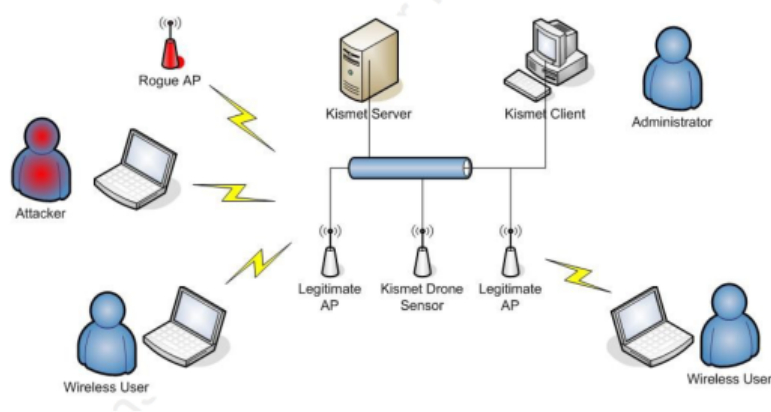 Rogue AP
Kismet Server
Kismet Client
Administrator
Attacker
Legitimate
AP
Kismet Drone
Sensor
Legitimate
AP
Wireless User
Wireless User